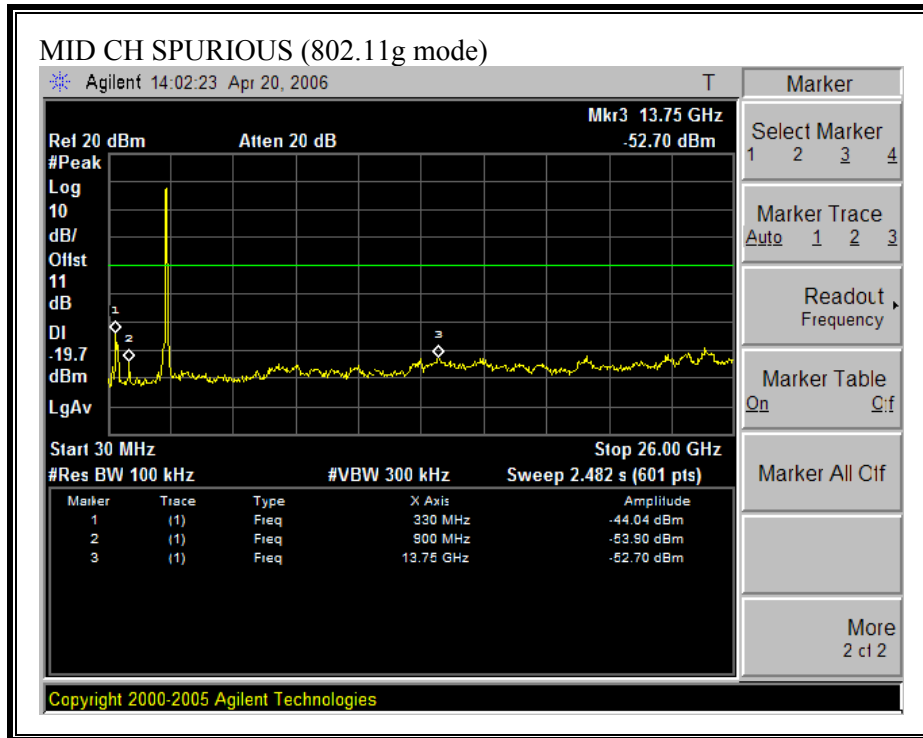 MID CH SPURIOUS (802.11g mode)
Agilent 14:02:23 Apr 20, 2006 T
Mkr3 13.75 GHz
Ref 20 dBm Atten 20 dB -52.70 dBm
#Peak
Log
10
dB/
Offst
11
dB
DI
-19.7
dBm
LgAv
1
2
3
Start 30 MHz Stop 26.00 GHz
#Res BW 100 kHz #VBW 300 kHz Sweep 2.482 s (601 pts)
Marker Trace Type X Axis Amplitude
1 (1) Freq 330 MHz -44.04 dBm
2 (1) Freq 900 MHz -53.90 dBm
3 (1) Freq 13.75 GHz -52.70 dBm
Copyright 2000-2005 Agilent Technologies
Marker
Select Marker
1 2 3 4
Marker Trace
Auto 1 2 3
Readout
Frequency
Marker Table
On Off
Marker All Off
More
2 of 2